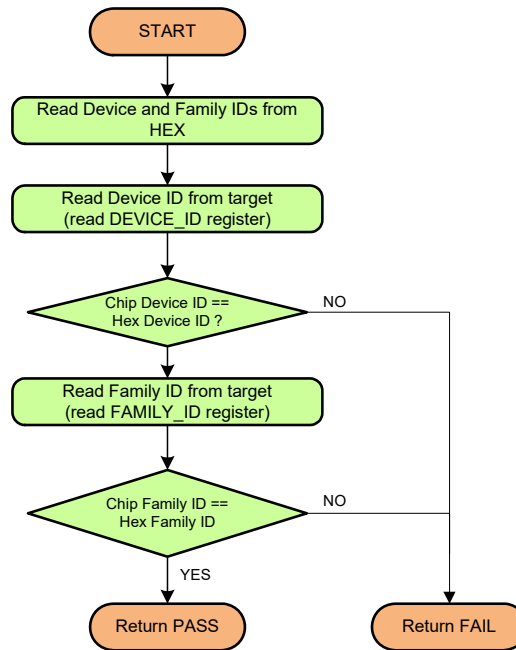 START
Read Device and Family IDs from
HEX
Read Device ID from target
(read DEVICE_ID register)
Chip Device ID ==
Hex Device ID ?
NO
Read Family ID from target
(read FAMILY_ID register)
Chip Family ID ==
Hex Family ID
NO
YES
Return PASS
Return FAIL